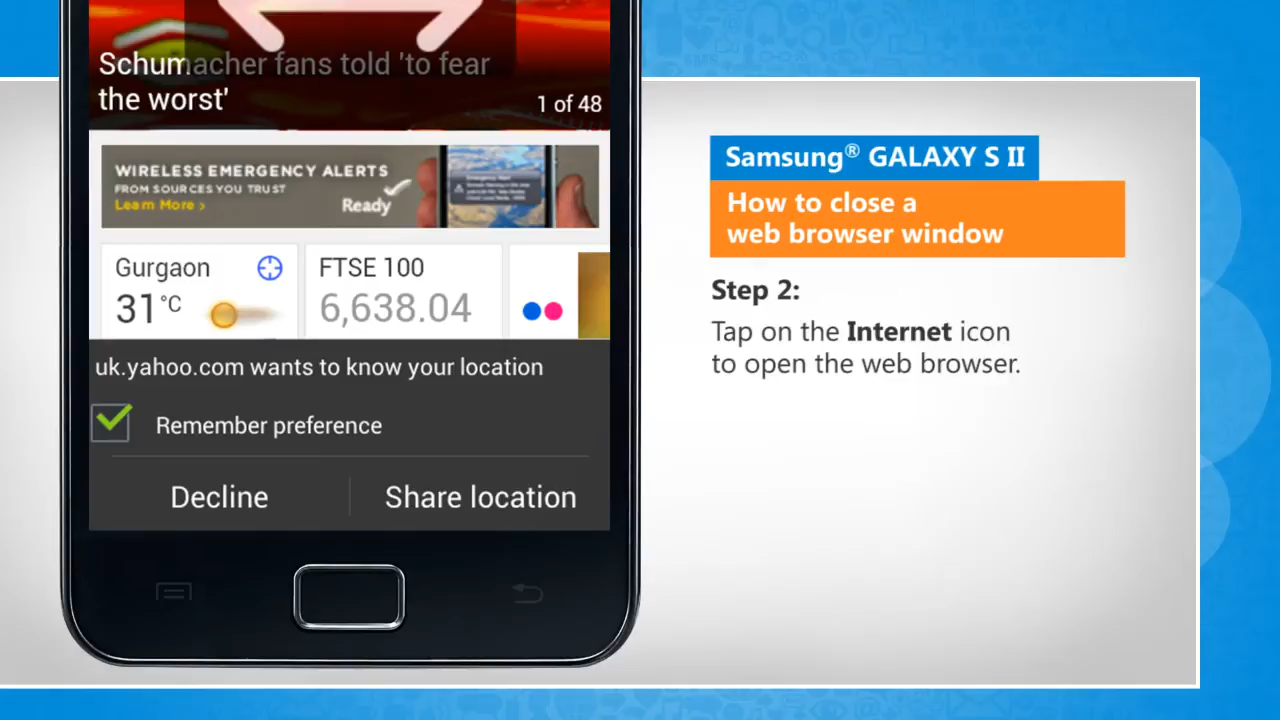 Schumacher fans told 'to fear
the worst'
1 of 48
WIRELESS EMERGENCY ALERTS
FROM SOURCES YOU TRUST
Learn More >
Ready
Gurgaon
31°C
FTSE 100
6,638.04
uk.yahoo.com wants to know your location
Remember preference
Decline
Share location
Samsung® GALAXY S II
How to close a
web browser window
Step 2:
Tap on the Internet icon
to open the web browser.